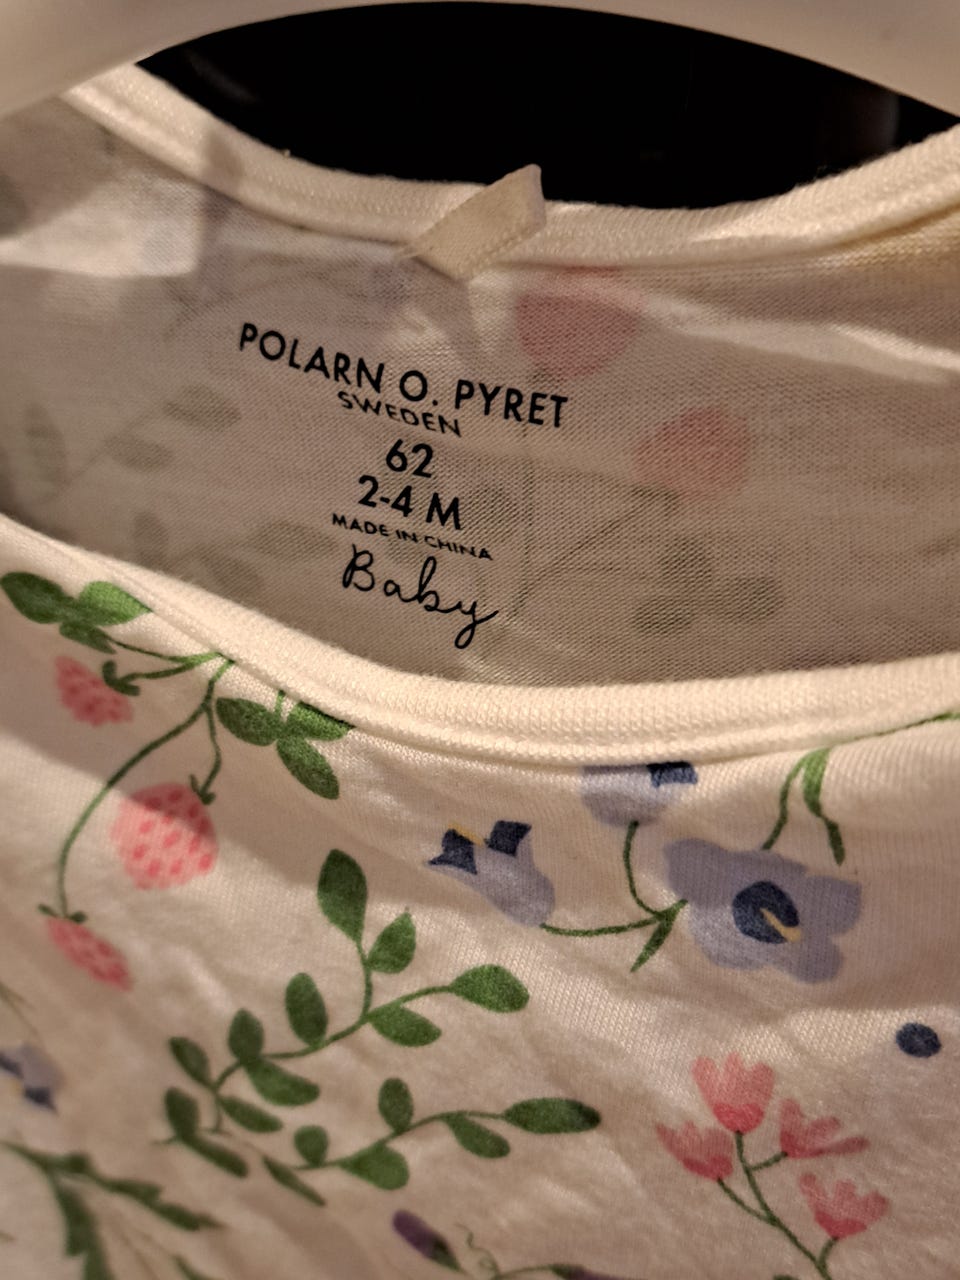 POLARN O. PYRET
SWEDEN
62
2-4 M
MADE IN CHINA
Baby